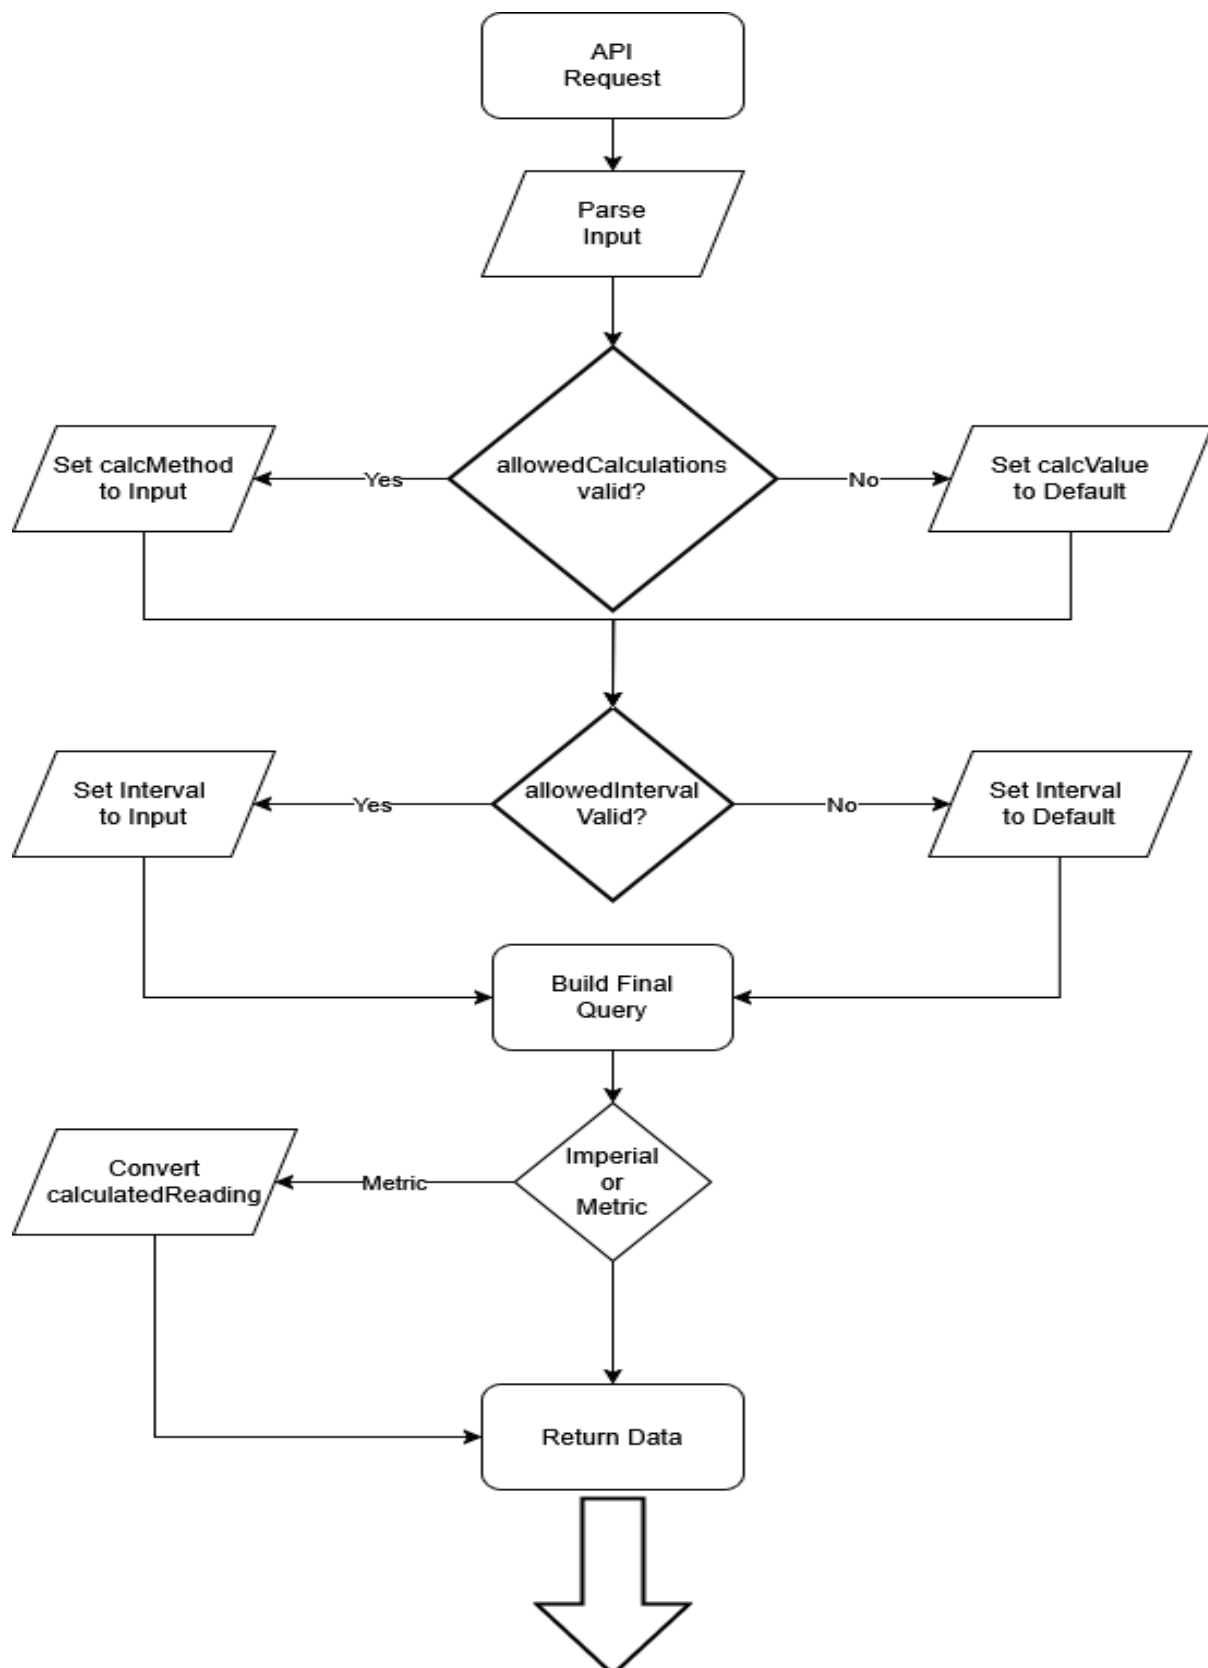 API
Request
Parse
Input
allowedCalculations
valid?
Yes
No
Set calcMethod
to Input
Set calcValue
to Default
allowedInterval
Valid?
Yes
No
Set Interval
to Input
Set Interval
to Default
Build Final
Query
Imperial
or
Metric
Metric
Convert
calculatedReading
Return Data